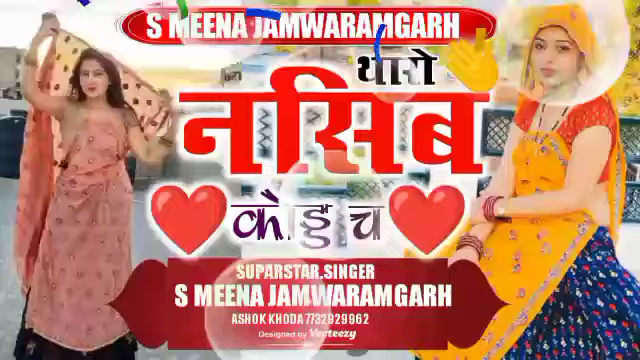 S MEENA JAMWARAMGARH
थारो
नसिब
कोड्डाच
SUPARSTAR.SINGER
S MEENA JAMWARAMGARH
ASHOK KHODA 7732929962
Designed by Vecteezy